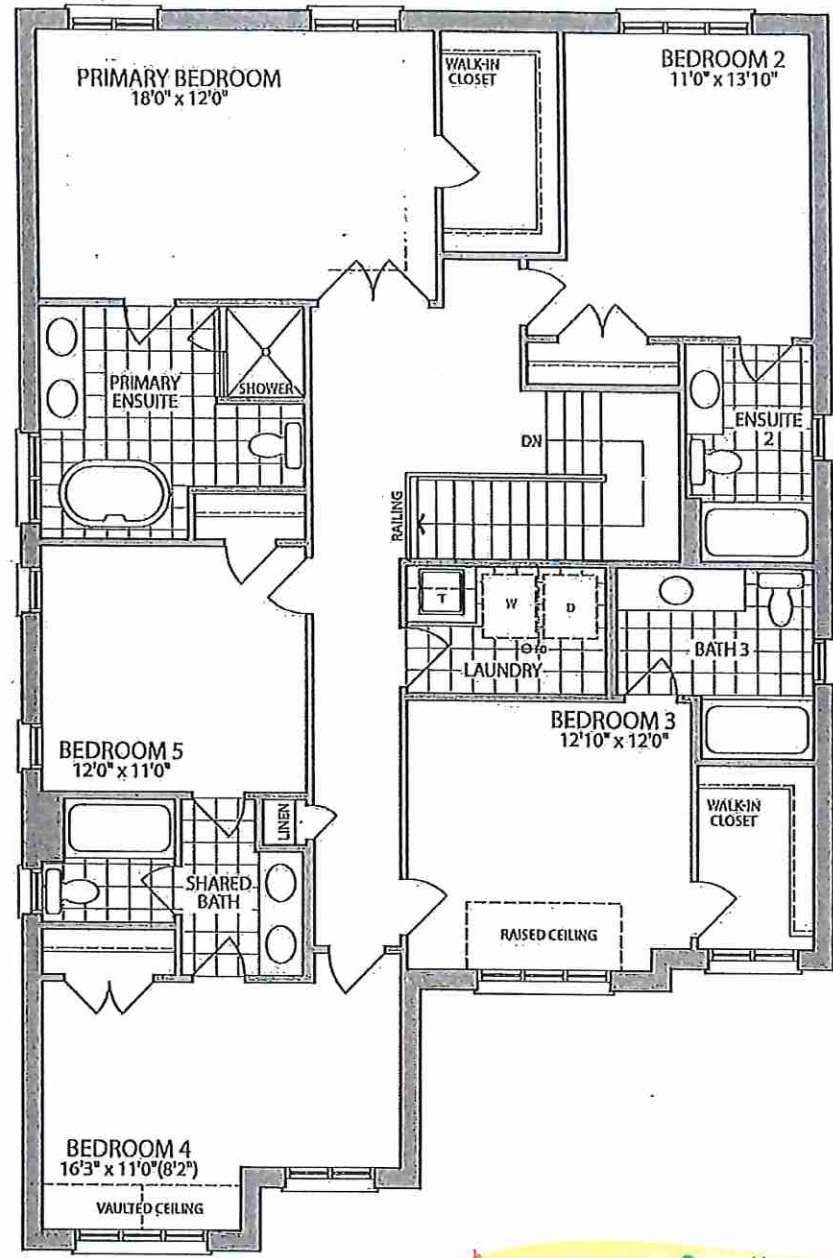 PRIMARY BEDROOM
18'0" x 12'0"
WALK-IN
CLOSET
BEDROOM 2
11'0" x 13'10"
PRIMARY
ENSUITE
SHOWER
ENSUITE
2
DN
RAILING
T
W
D
LAUNDRY
BATH 3
BEDROOM 5
12'0" x 11'0"
BEDROOM 3
12'10" x 12'0"
LINEN
WALK-IN
CLOSET
SHARED
BATH
RAISED CEILING
BEDROOM 4
16'3" x 11'0"(8'2")
VAULTED CEILING